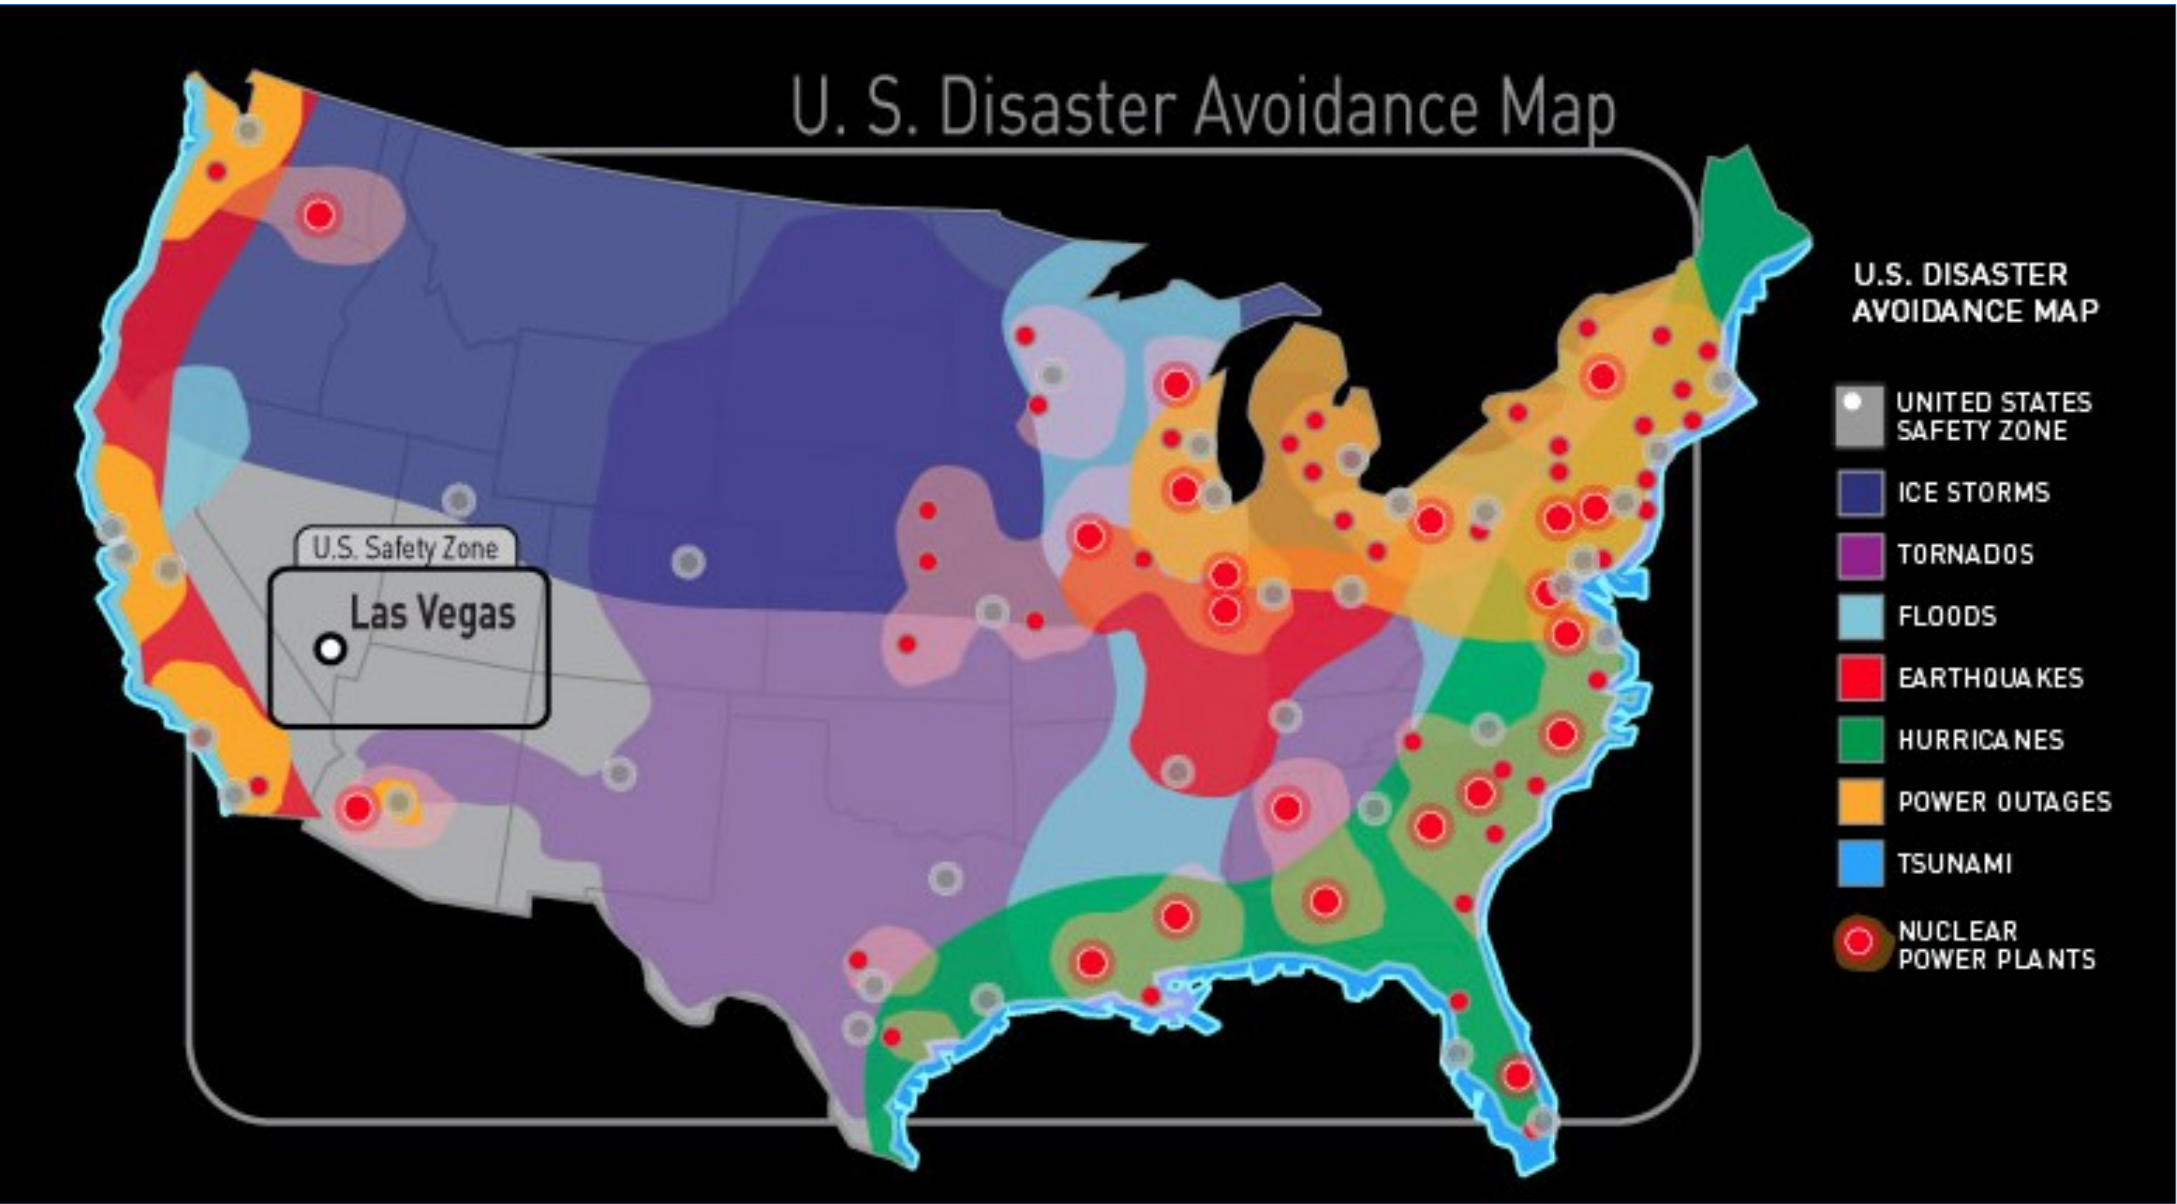 U. S. Disaster Avoidance Map
U.S. Safety Zone
Las Vegas
U.S. DISASTER
AVOIDANCE MAP
UNITED STATES
SAFETY ZONE
ICE STORMS
TORNADOS
FLOODS
EARTHQUAKES
HURRICANES
POWER OUTAGES
TSUNAMI
NUCLEAR
POWER PLANTS